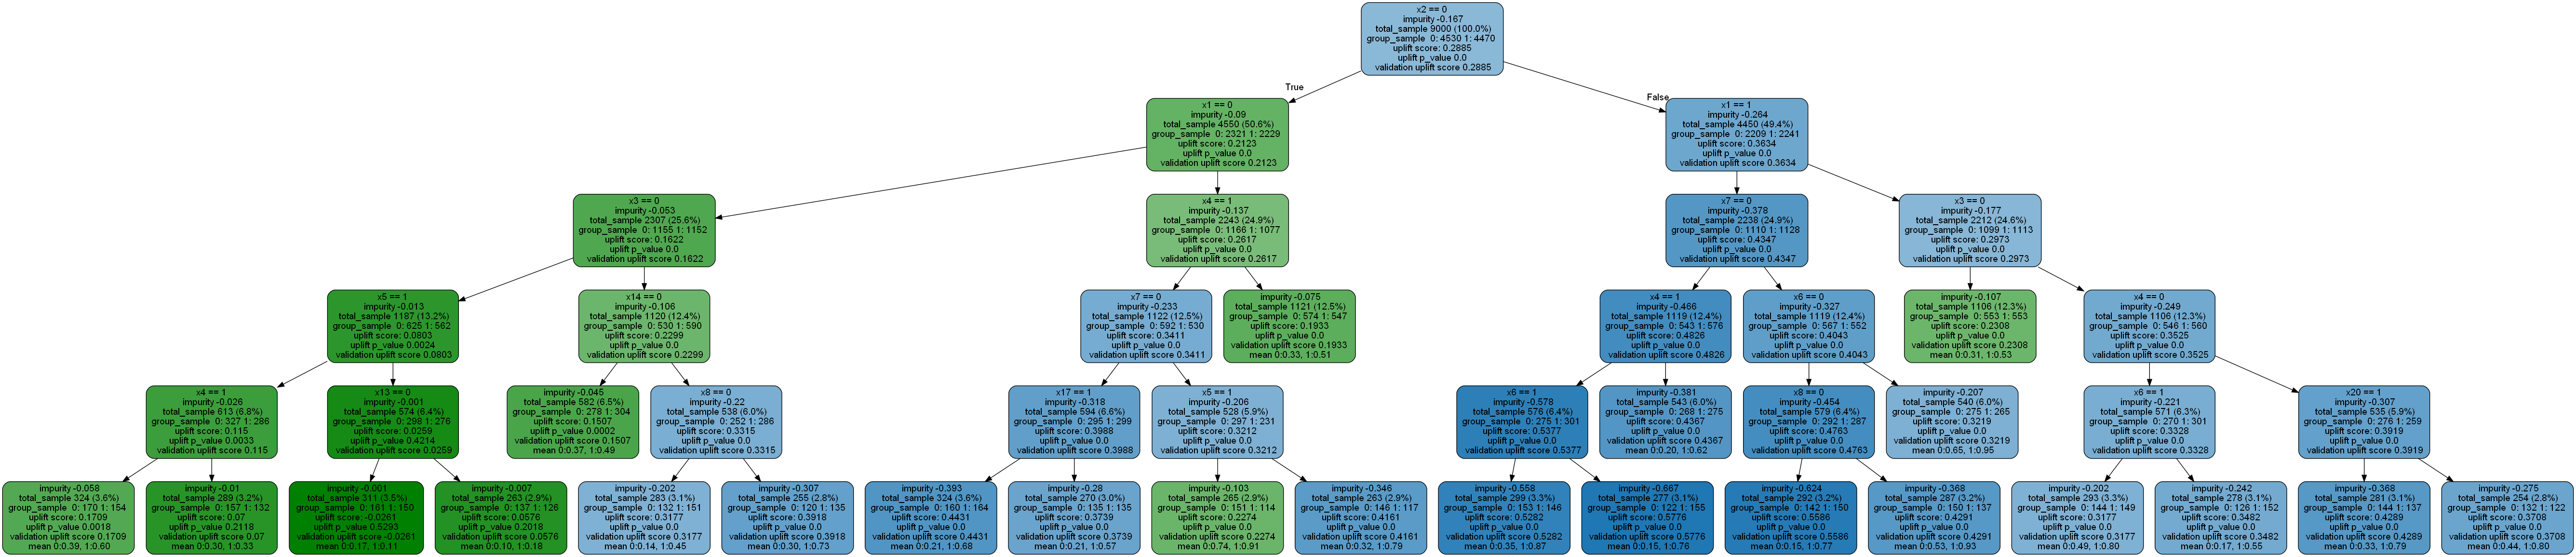 x2 == 0
impurity -0.167
total_sample 9000 (100.0%)
group_sample  0: 4530 1: 4470
uplift score: 0.2885
uplift p_value 0.0
validation uplift score 0.2885
True
False
x1 == 0
impurity -0.09
total_sample 4550 (50.6%)
group_sample  0: 2321 1: 2229
uplift score: 0.2123
uplift p_value 0.0
validation uplift score 0.2123
x1 == 1
impurity -0.264
total_sample 4450 (49.4%)
group_sample  0: 2209 1: 2241
uplift score: 0.3634
uplift p_value 0.0
validation uplift score 0.3634
x3 == 0
impurity -0.053
total_sample 2307 (25.6%)
group_sample  0: 1155 1: 1152
uplift score: 0.1622
uplift p_value 0.0
validation uplift score 0.1622
x4 == 1
impurity -0.137
total_sample 2243 (24.9%)
group_sample  0: 1166 1: 1077
uplift score: 0.2617
uplift p_value 0.0
validation uplift score 0.2617
x7 == 0
impurity -0.378
total_sample 2238 (24.9%)
group_sample  0: 1110 1: 1128
uplift score: 0.4347
uplift p_value 0.0
validation uplift score 0.4347
x3 == 0
impurity -0.177
total_sample 2212 (24.6%)
group_sample  0: 1099 1: 1113
uplift score: 0.2973
uplift p_value 0.0
validation uplift score 0.2973
x5 == 1
impurity -0.013
total_sample 1187 (13.2%)
group_sample  0: 625 1: 562
uplift score: 0.0803
uplift p_value 0.0024
validation uplift score 0.0803
x14 == 0
impurity -0.106
total_sample 1120 (12.4%)
group_sample  0: 530 1: 590
uplift score: 0.2299
uplift p_value 0.0
validation uplift score 0.2299
x7 == 0
impurity -0.233
total_sample 1122 (12.5%)
group_sample  0: 592 1: 530
uplift score: 0.3411
uplift p_value 0.0
validation uplift score 0.3411
impurity -0.075
total_sample 1121 (12.5%)
group_sample  0: 574 1: 547
uplift score: 0.1933
uplift p_value 0.0
validation uplift score 0.1933
mean 0:0.33, 1:0.51
x4 == 1
impurity -0.466
total_sample 1119 (12.4%)
group_sample  0: 543 1: 576
uplift score: 0.4826
uplift p_value 0.0
validation uplift score 0.4826
x6 == 0
impurity -0.327
total_sample 1119 (12.4%)
group_sample  0: 567 1: 552
uplift score: 0.4043
uplift p_value 0.0
validation uplift score 0.4043
impurity -0.107
total_sample 1106 (12.3%)
group_sample  0: 553 1: 553
uplift score: 0.2308
uplift p_value 0.0
validation uplift score 0.2308
mean 0:0.31, 1:0.53
x4 == 0
impurity -0.249
total_sample 1106 (12.3%)
group_sample  0: 546 1: 560
uplift score: 0.3525
uplift p_value 0.0
validation uplift score 0.3525
x4 == 1
impurity -0.026
total_sample 613 (6.8%)
group_sample  0: 327 1: 286
uplift score: 0.115
uplift p_value 0.0033
validation uplift score 0.115
x13 == 0
impurity -0.001
total_sample 574 (6.4%)
group_sample  0: 298 1: 276
uplift score: 0.0259
uplift p_value 0.4214
validation uplift score 0.0259
impurity -0.045
total_sample 582 (6.5%)
group_sample  0: 278 1: 304
uplift score: 0.1507
uplift p_value 0.0002
validation uplift score 0.1507
mean 0:0.37, 1:0.49
x8 == 0
impurity -0.22
total_sample 538 (6.0%)
group_sample  0: 252 1: 286
uplift score: 0.3315
uplift p_value 0.0
validation uplift score 0.3315
x17 == 1
impurity -0.318
total_sample 594 (6.6%)
group_sample  0: 295 1: 299
uplift score: 0.3988
uplift p_value 0.0
validation uplift score 0.3988
x5 == 1
impurity -0.206
total_sample 528 (5.9%)
group_sample  0: 297 1: 231
uplift score: 0.3212
uplift p_value 0.0
validation uplift score 0.3212
x6 == 1
impurity -0.578
total_sample 576 (6.4%)
group_sample  0: 275 1: 301
uplift score: 0.5377
uplift p_value 0.0
validation uplift score 0.5377
impurity -0.381
total_sample 543 (6.0%)
group_sample  0: 268 1: 275
uplift score: 0.4367
uplift p_value 0.0
validation uplift score 0.4367
mean 0:0.20, 1:0.62
x8 == 0
impurity -0.454
total_sample 579 (6.4%)
group_sample  0: 292 1: 287
uplift score: 0.4763
uplift p_value 0.0
validation uplift score 0.4763
impurity -0.207
total_sample 540 (6.0%)
group_sample  0: 275 1: 265
uplift score: 0.3219
uplift p_value 0.0
validation uplift score 0.3219
mean 0:0.65, 1:0.95
x6 == 1
impurity -0.221
total_sample 571 (6.3%)
group_sample  0: 270 1: 301
uplift score: 0.3328
uplift p_value 0.0
validation uplift score 0.3328
x20 == 1
impurity -0.307
total_sample 535 (5.9%)
group_sample  0: 276 1: 259
uplift score: 0.3919
uplift p_value 0.0
validation uplift score 0.3919
impurity -0.058
total_sample 324 (3.6%)
group_sample  0: 170 1: 154
uplift score: 0.1709
uplift p_value 0.0018
validation uplift score 0.1709
mean 0:0.39, 1:0.60
impurity -0.01
total_sample 289 (3.2%)
group_sample  0: 157 1: 132
uplift score: 0.07
uplift p_value 0.2118
validation uplift score 0.07
mean 0:0.30, 1:0.33
impurity -0.001
total_sample 311 (3.5%)
group_sample  0: 161 1: 150
uplift score: -0.0261
uplift p_value 0.5293
validation uplift score -0.0261
mean 0:0.17, 1:0.11
impurity -0.007
total_sample 263 (2.9%)
group_sample  0: 137 1: 126
uplift score: 0.0576
uplift p_value 0.2018
validation uplift score 0.0576
mean 0:0.10, 1:0.18
impurity -0.202
total_sample 283 (3.1%)
group_sample  0: 132 1: 151
uplift score: 0.3177
uplift p_value 0.0
validation uplift score 0.3177
mean 0:0.14, 1:0.45
impurity -0.307
total_sample 255 (2.8%)
group_sample  0: 120 1: 135
uplift score: 0.3918
uplift p_value 0.0
validation uplift score 0.3918
mean 0:0.30, 1:0.73
impurity -0.393
total_sample 324 (3.6%)
group_sample  0: 160 1: 164
uplift score: 0.4431
uplift p_value 0.0
validation uplift score 0.4431
mean 0:0.21, 1:0.68
impurity -0.28
total_sample 270 (3.0%)
group_sample  0: 135 1: 135
uplift score: 0.3739
uplift p_value 0.0
validation uplift score 0.3739
mean 0:0.21, 1:0.57
impurity -0.103
total_sample 265 (2.9%)
group_sample  0: 151 1: 114
uplift score: 0.2274
uplift p_value 0.0
validation uplift score 0.2274
mean 0:0.74, 1:0.91
impurity -0.346
total_sample 263 (2.9%)
group_sample  0: 146 1: 117
uplift score: 0.4161
uplift p_value 0.0
validation uplift score 0.4161
mean 0:0.32, 1:0.79
impurity -0.558
total_sample 299 (3.3%)
group_sample  0: 153 1: 146
uplift score: 0.5282
uplift p_value 0.0
validation uplift score 0.5282
mean 0:0.35, 1:0.87
impurity -0.667
total_sample 277 (3.1%)
group_sample  0: 122 1: 155
uplift score: 0.5776
uplift p_value 0.0
validation uplift score 0.5776
mean 0:0.15, 1:0.76
impurity -0.624
total_sample 292 (3.2%)
group_sample  0: 142 1: 150
uplift score: 0.5586
uplift p_value 0.0
validation uplift score 0.5586
mean 0:0.15, 1:0.77
impurity -0.368
total_sample 287 (3.2%)
group_sample  0: 150 1: 137
uplift score: 0.4291
uplift p_value 0.0
validation uplift score 0.4291
mean 0:0.53, 1:0.93
impurity -0.202
total_sample 293 (3.3%)
group_sample  0: 144 1: 149
uplift score: 0.3177
uplift p_value 0.0
validation uplift score 0.3177
mean 0:0.49, 1:0.80
impurity -0.242
total_sample 278 (3.1%)
group_sample  0: 126 1: 152
uplift score: 0.3482
uplift p_value 0.0
validation uplift score 0.3482
mean 0:0.17, 1:0.55
impurity -0.368
total_sample 281 (3.1%)
group_sample  0: 144 1: 137
uplift score: 0.4289
uplift p_value 0.0
validation uplift score 0.4289
mean 0:0.33, 1:0.79
impurity -0.275
total_sample 254 (2.8%)
group_sample  0: 132 1: 122
uplift score: 0.3708
uplift p_value 0.0
validation uplift score 0.3708
mean 0:0.44, 1:0.80